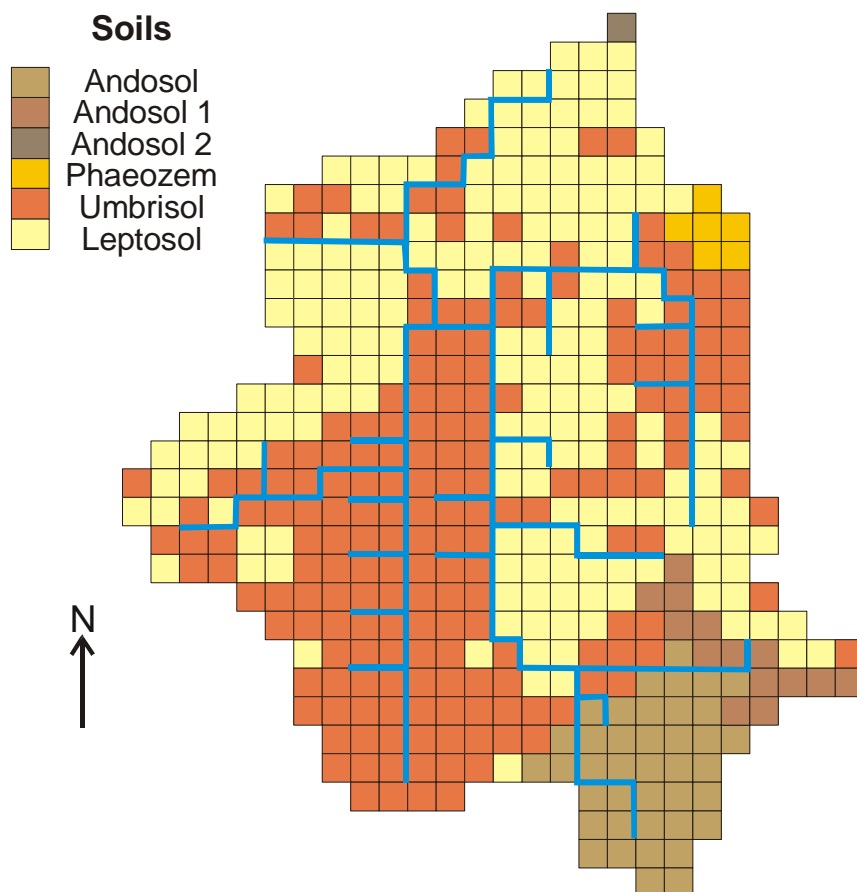 Soils
Andosol
Andosol 1
Andosol 2
Phaeozem
Umbrisol
Leptosol
N